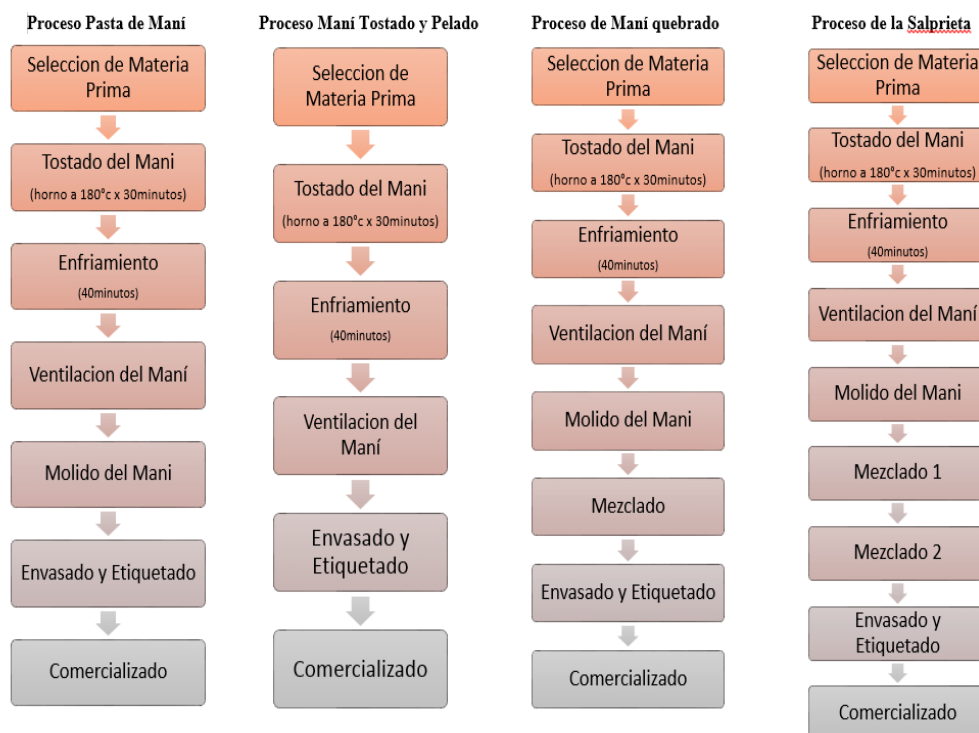 Proceso Pasta de Maní
Seleccion de Materia
Prima
Tostado del Mani
(horno a 180°c x 30minutos)
Enfriamiento
(40minutos)
Ventilacion del Maní
Molido del Mani
Envasado y Etiquetado
Comercializado
Proceso Maní Tostado y Pelado
Seleccion de
Materia Prima
Tostado del Mani
(horno a 180°c x 30minutos)
Enfriamiento
(40minutos)
Ventilacion del
Maní
Envasado y
Etiquetado
Comercializado
Proceso de Maní quebrado
Seleccion de Materia
Prima
Tostado del Mani
(horno a 180°c x 30minutos)
Enfriamiento
(40minutos)
Ventilacion del Maní
Molido del Mani
Mezclado
Envasado y Etiquetado
Comercializado
Proceso de la Salprieta
Seleccion de Materia
Prima
Tostado del Mani
(horno a 180°c x 30minutos)
Enfriamiento
(40minutos)
Ventilacion del Maní
Molido del Mani
Mezclado 1
Mezclado 2
Envasado y
Etiquetado
Comercializado